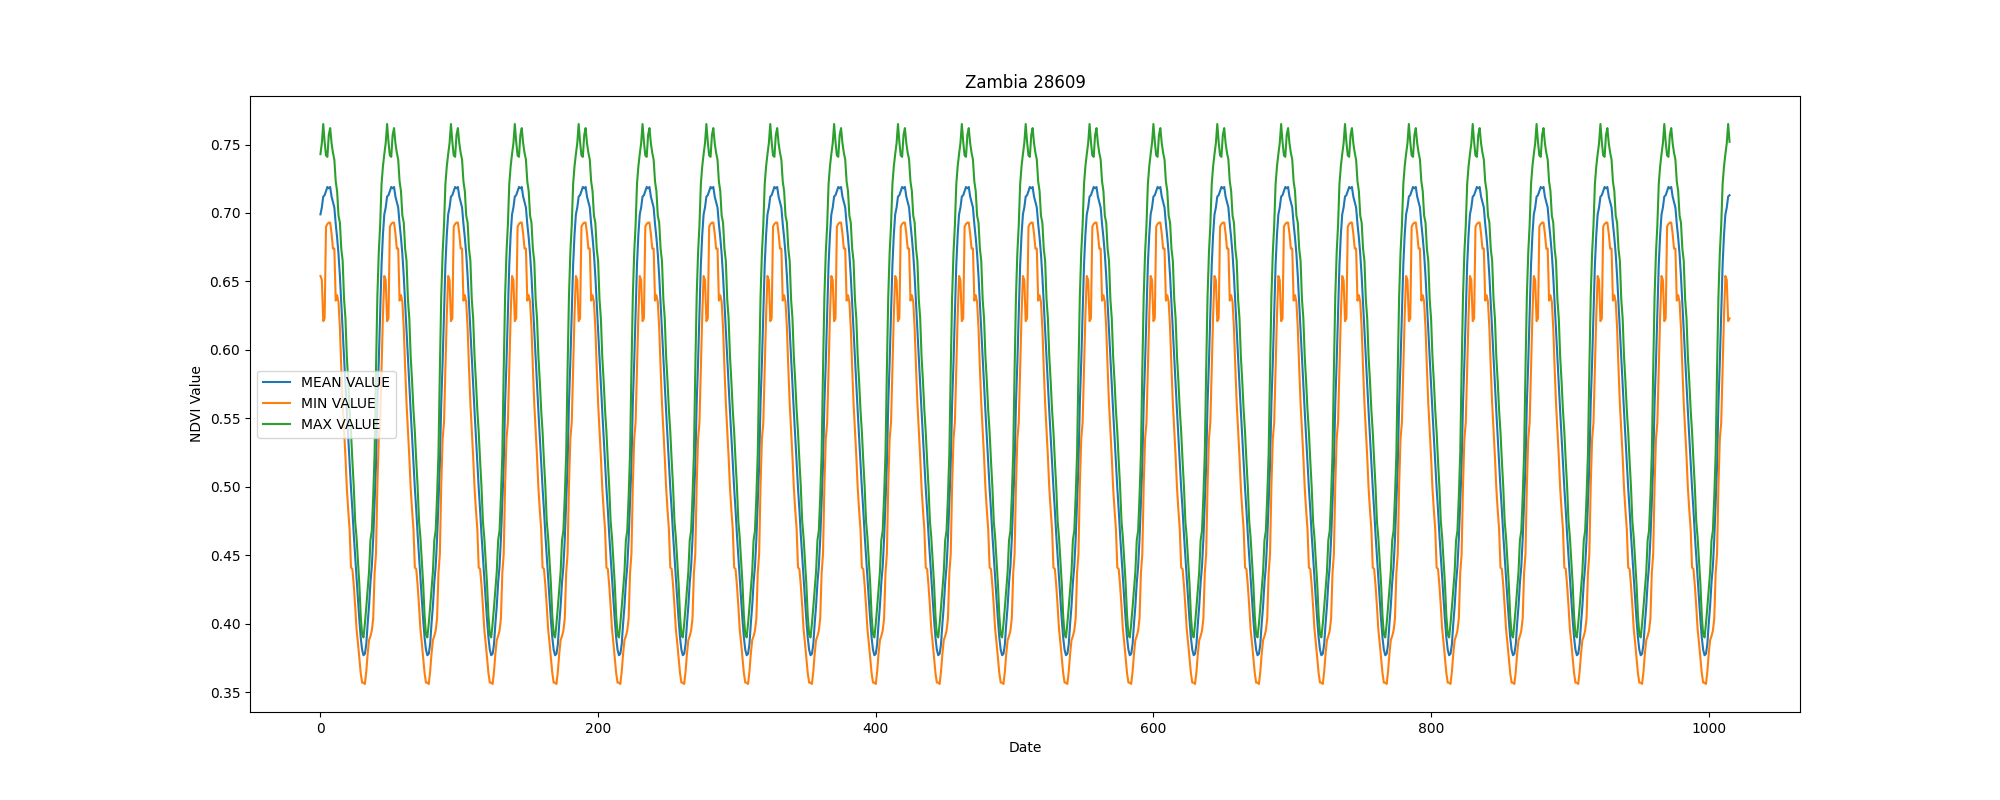 Zambia 28609
NDVI Value
0.75
0.70
0.65
0.60
0.55
0.50
0.45
0.40
0.35
MEAN VALUE
MIN VALUE
MAX VALUE
0 200 400 600 800 1000
Date